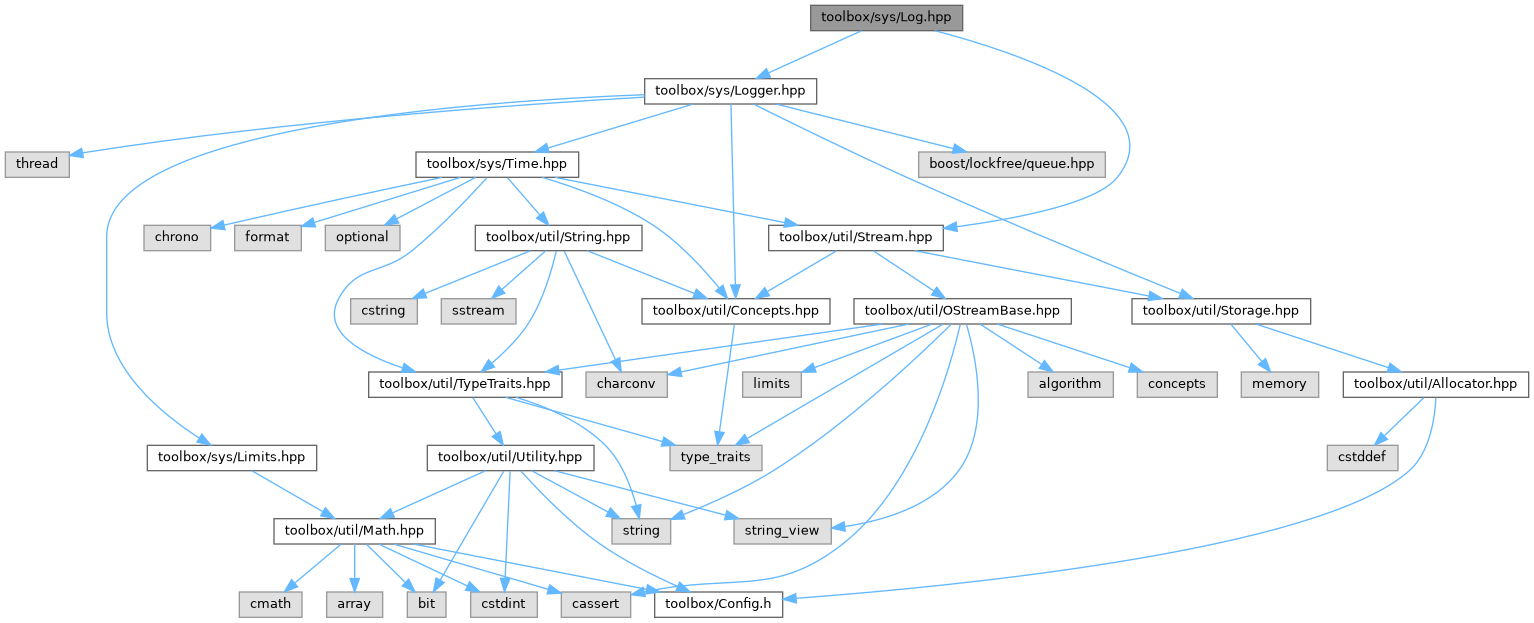 toolbox/sys/Log.hpp
toolbox/sys/Logger.hpp
thread
toolbox/sys/Time.hpp
boost/lockfree/queue.hpp
chrono
format
optional
toolbox/util/String.hpp
toolbox/util/Stream.hpp
cstring
sstream
toolbox/util/Concepts.hpp
toolbox/util/OStreamBase.hpp
toolbox/util/Storage.hpp
toolbox/util/TypeTraits.hpp
charconv
limits
algorithm
concepts
memory
toolbox/util/Allocator.hpp
toolbox/sys/Limits.hpp
toolbox/util/Utility.hpp
type_traits
cstddef
toolbox/util/Math.hpp
string
string_view
cmath
array
bit
cstdint
cassert
toolbox/Config.h